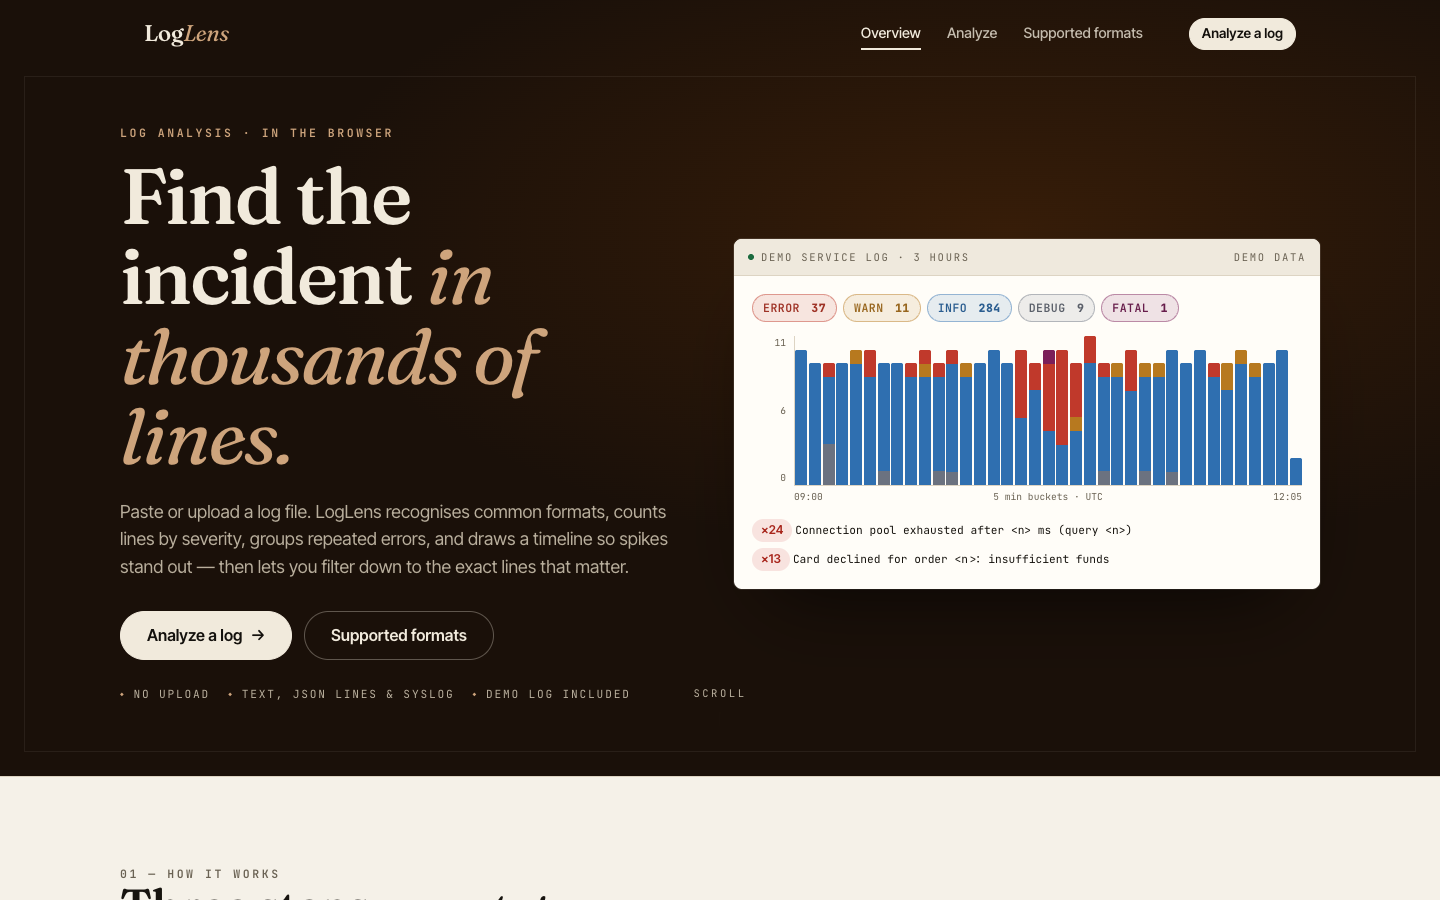 LogLens
Overview
Analyze
Supported formats
Analyze a log
LOG ANALYSIS · IN THE BROWSER
Find the
incident in
thousands of
lines.
Paste or upload a log file. LogLens recognises common formats, counts
lines by severity, groups repeated errors, and draws a timeline so spikes
stand out — then lets you filter down to the exact lines that matter.
Analyze a log →
Supported formats
• NO UPLOAD • TEXT, JSON LINES & SYSLOG • DEMO LOG INCLUDED
SCROLL
DEMO SERVICE LOG · 3 HOURS
DEMO DATA
ERROR 37
WARN 11
INFO 284
DEBUG 9
FATAL 1
11
6
0
09:00
5 min buckets · UTC
12:05
×24 Connection pool exhausted after <n> ms (query <n>)
×13 Card declined for order <n>: insufficient funds
01 — HOW IT WORKS